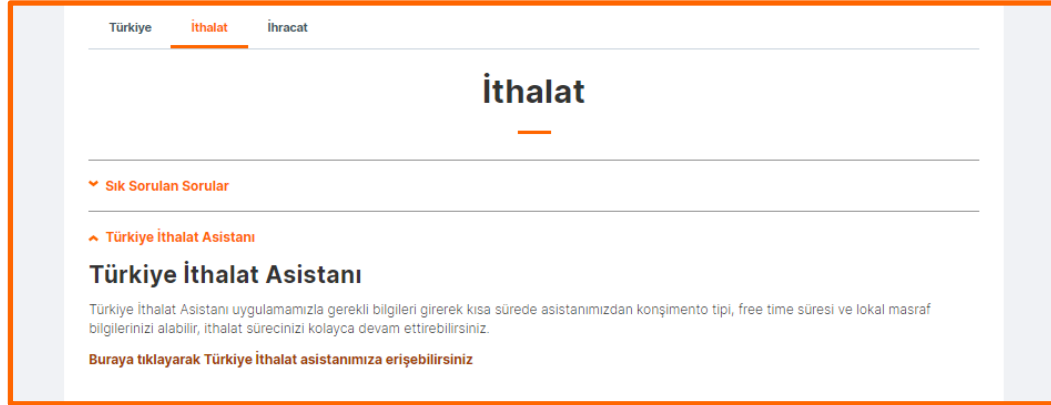 Türkiye İthalat İhracat
İthalat
Sık Sorulan Sorular
Türkiye İthalat Asistanı
Türkiye İthalat Asistanı
Türkiye İthalat Asistanı uygulamamızla gerekli bilgileri girerek kısa sürede asistanımızdan konşimento tipi, free time süresi ve lokal masraf
bilgilerinizi alabilir, ithalat sürecinizi kolayca devam ettirebilirsiniz.
Buraya tıklayarak Türkiye İthalat asistanımıza erişebilirsiniz